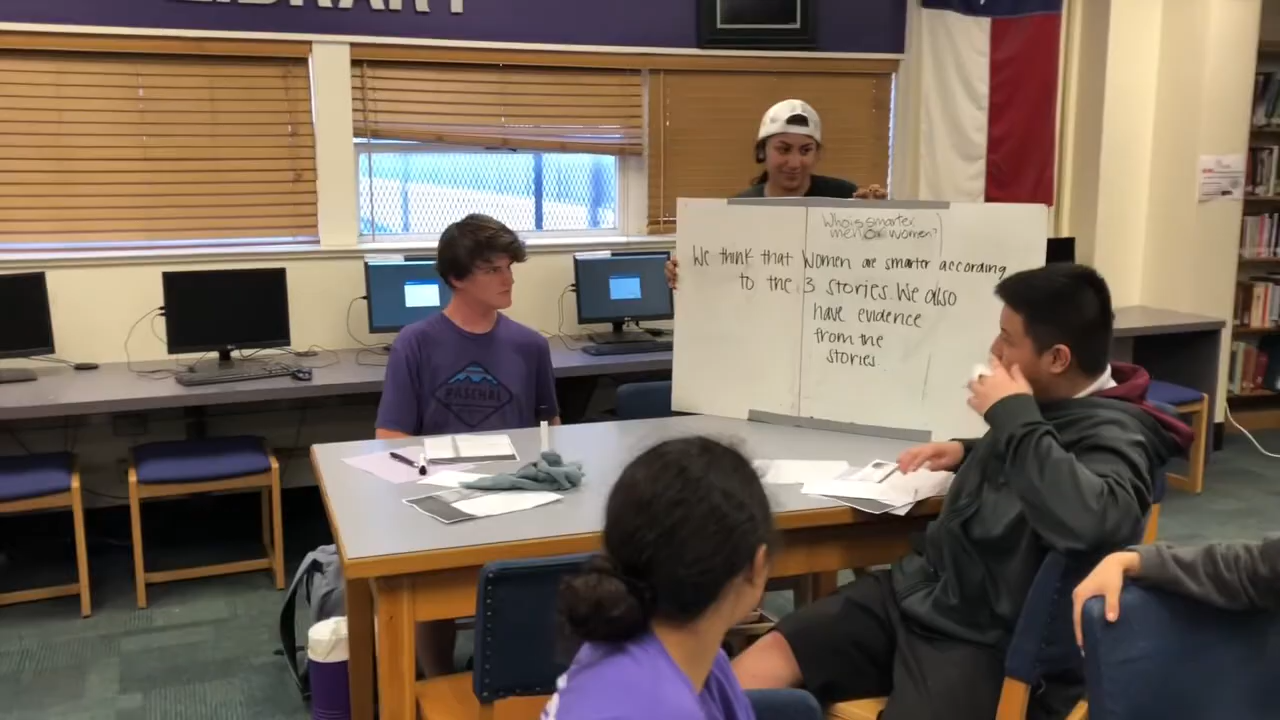 LIBRARY
Who is smarter
men or women?
We think that women are smarter according
to the 3 stories. We also
have evidence
from the
stories.
PASCHAL